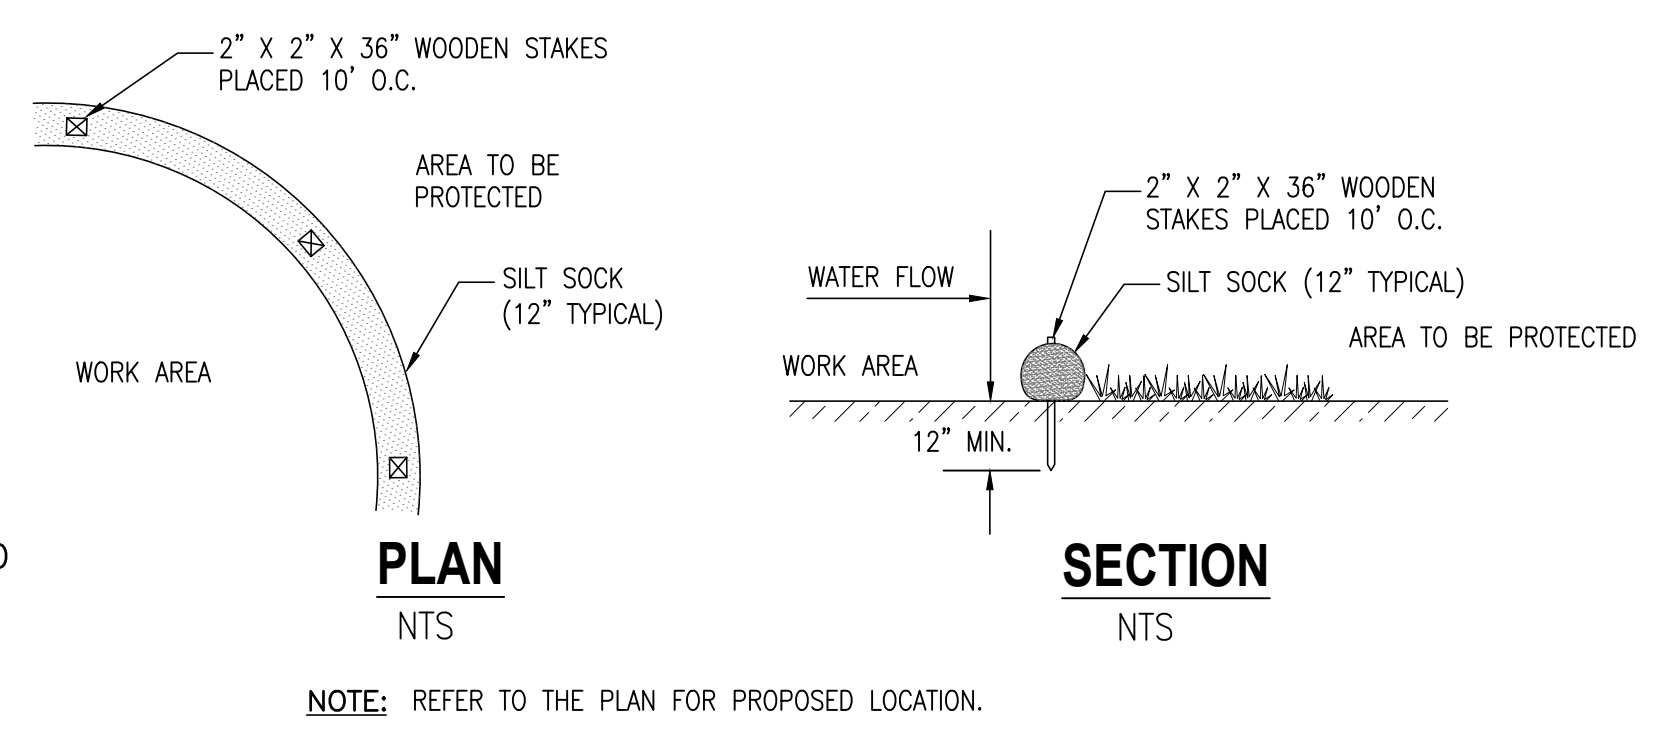 2” X 2” X 36” WOODEN STAKES
PLACED 10’ O.C.
AREA TO BE
PROTECTED
SILT SOCK
(12” TYPICAL)
WORK AREA
PLAN
NTS
2” X 2” X 36” WOODEN
STAKES PLACED 10’ O.C.
WATER FLOW
SILT SOCK (12” TYPICAL)
AREA TO BE PROTECTED
WORK AREA
12” MIN.
SECTION
NTS
NOTE: REFER TO THE PLAN FOR PROPOSED LOCATION.